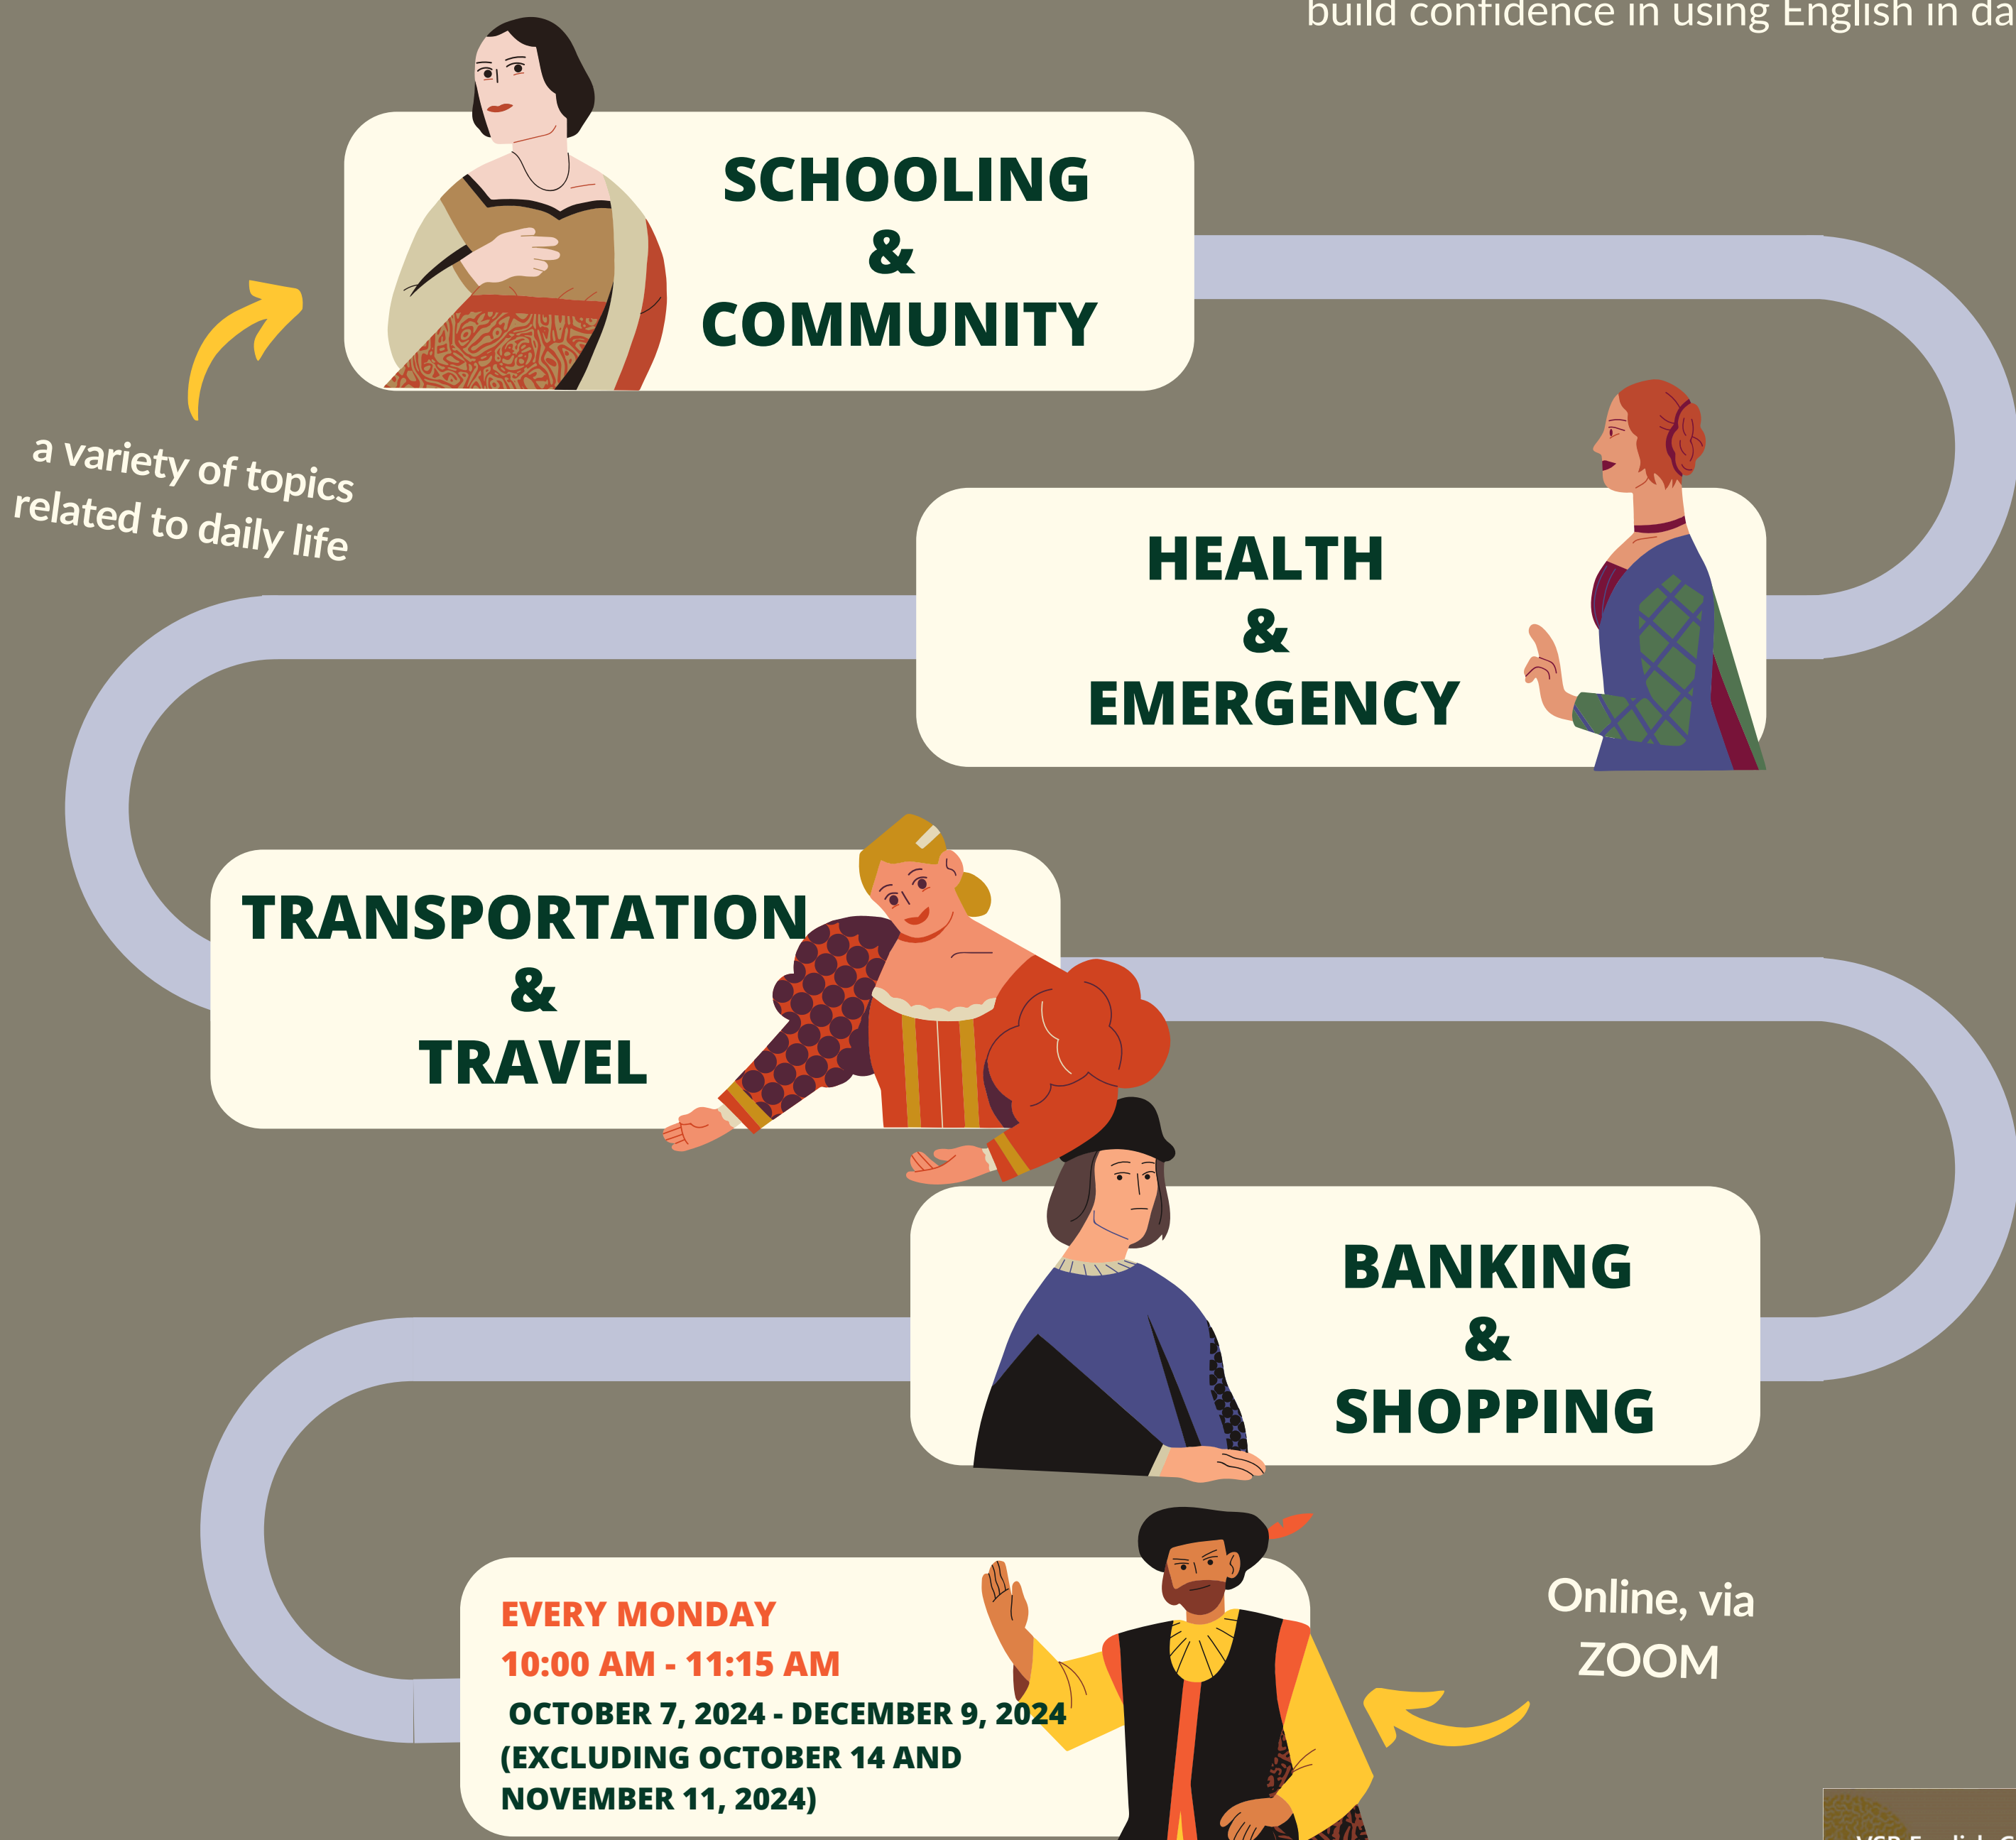 build confidence in using English in da
SCHOOLING
&
COMMUNITY
a variety of topics
related to daily life
HEALTH
&
EMERGENCY
TRANSPORTATION
&
TRAVEL
BANKING
&
SHOPPING
EVERY MONDAY
10:00 AM - 11:15 AM
OCTOBER 7, 2024 - DECEMBER 9, 2024
(EXCLUDING OCTOBER 14 AND
NOVEMBER 11, 2024)
Online, via
ZOOM